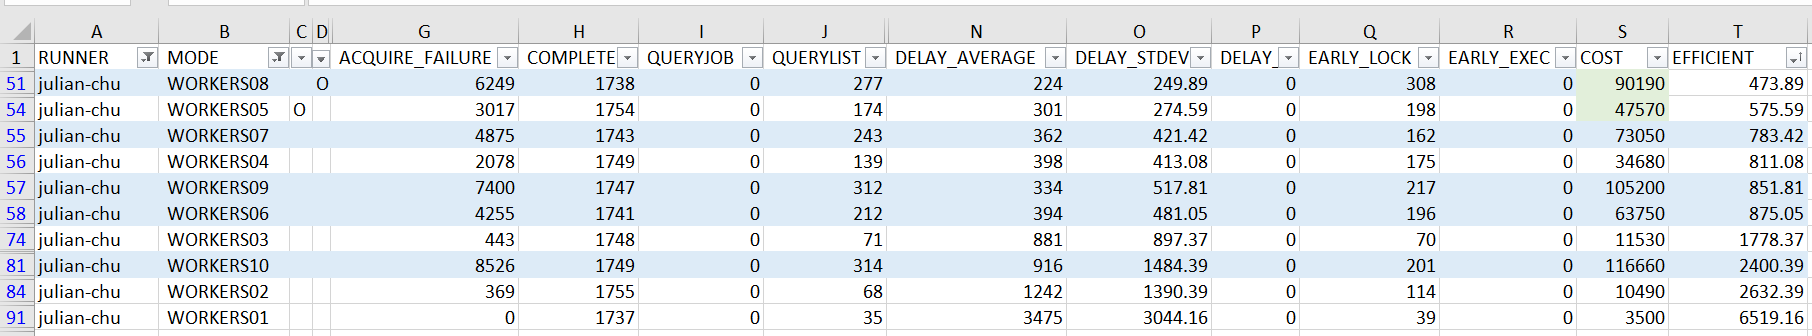 A B C D G H I J N O P Q R S T
1 RUNNER MODE ACQUIRE_FAILURE COMPLETE QUERYJOB QUERYLIST DELAY_AVERAGE DELAY_STDEV DELAY_ EARLY_LOCK EARLY_EXEC COST EFFICIENT
51 julian-chu WORKERS08 O 6249 1738 0 277 224 249.89 0 308 0 90190 473.89
54 julian-chu WORKERS05 O 3017 1754 0 174 301 274.59 0 198 0 47570 575.59
55 julian-chu WORKERS07 4875 1743 0 243 362 421.42 0 162 0 73050 783.42
56 julian-chu WORKERS04 2078 1749 0 139 398 413.08 0 175 0 34680 811.08
57 julian-chu WORKERS09 7400 1747 0 312 334 517.81 0 217 0 105200 851.81
58 julian-chu WORKERS06 4255 1741 0 212 394 481.05 0 196 0 63750 875.05
74 julian-chu WORKERS03 443 1748 0 71 881 897.37 0 70 0 11530 1778.37
81 julian-chu WORKERS10 8526 1749 0 314 916 1484.39 0 201 0 116660 2400.39
84 julian-chu WORKERS02 369 1755 0 68 1242 1390.39 0 114 0 10490 2632.39
91 julian-chu WORKERS01 0 1737 0 35 3475 3044.16 0 39 0 3500 6519.16